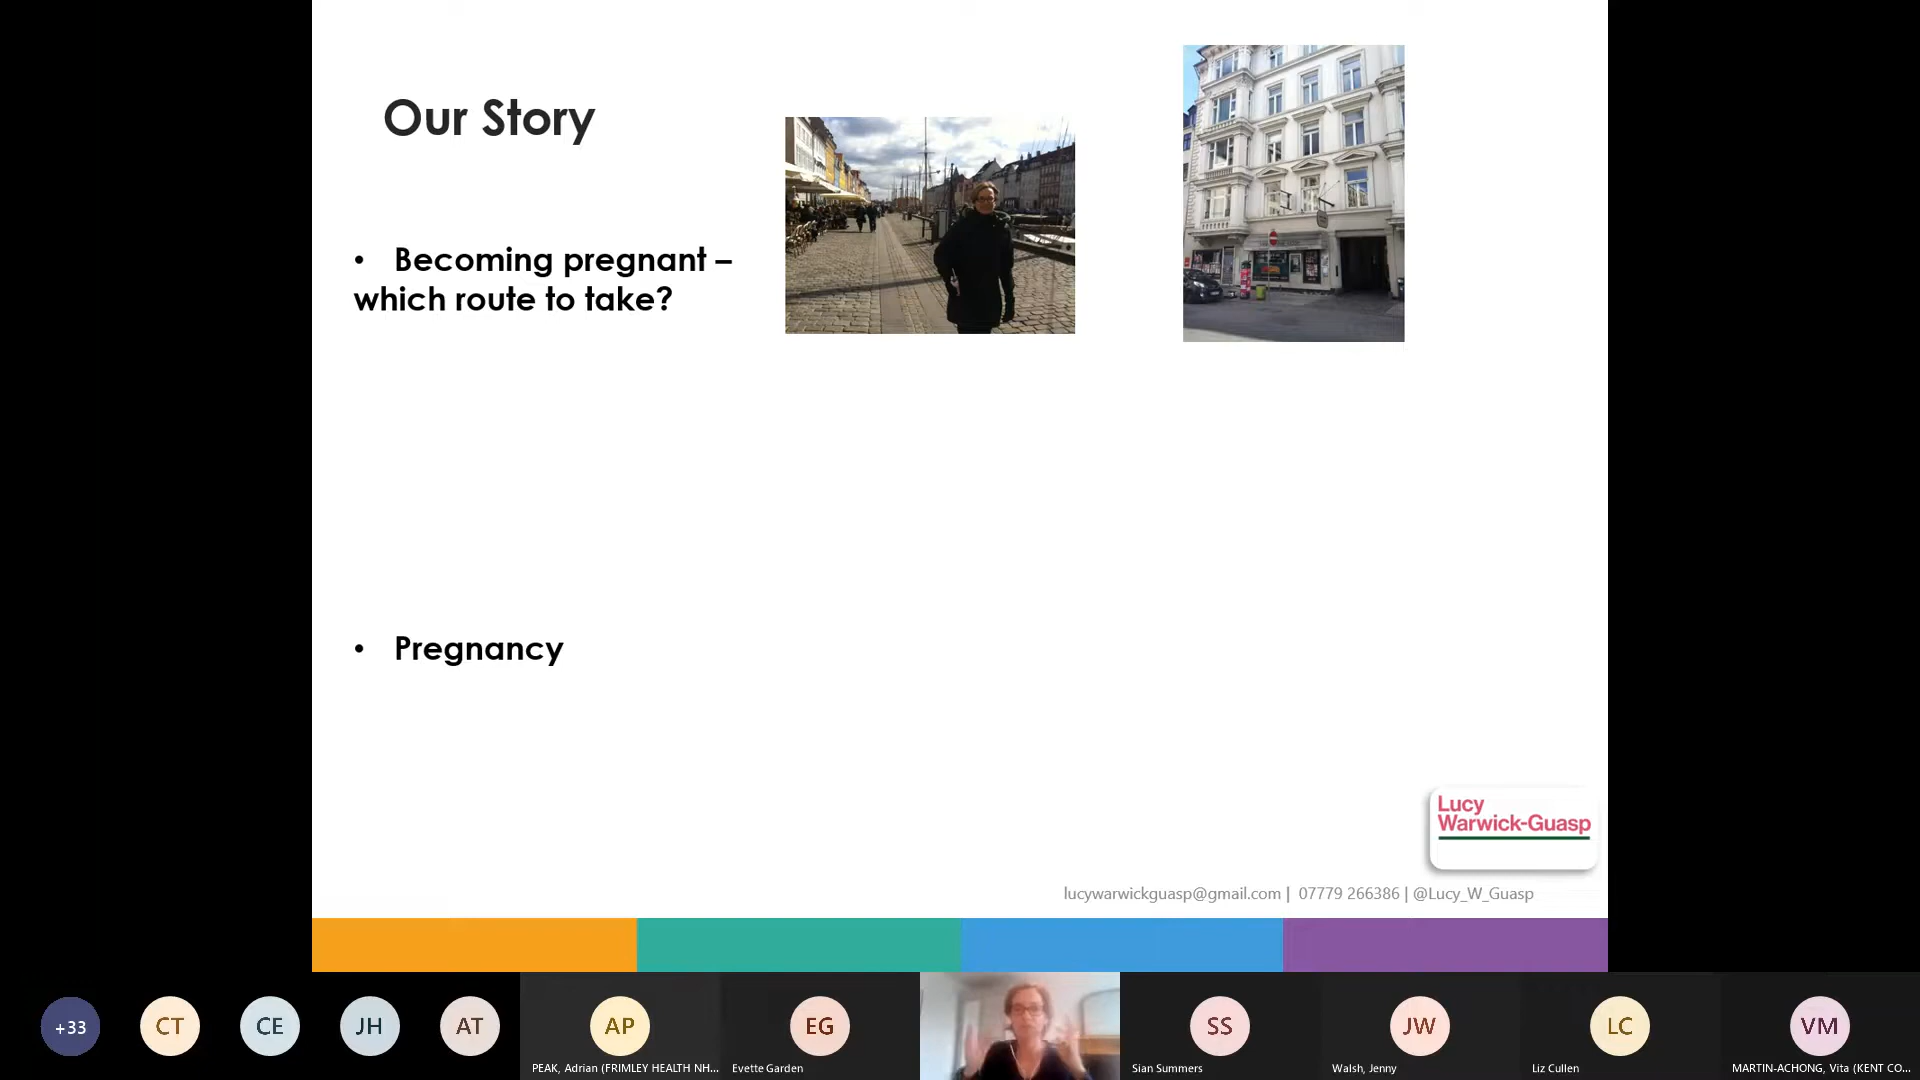 Our Story
• Becoming pregnant –
which route to take?
• Pregnancy
Lucy
Warwick-Guasp
lucywarwickguasp@gmail.com | 07779 266386 | @Lucy_W_Guasp
+33
CT
CE
JH
AT
AP
EG
SS
JW
LC
VM
PEAK, Adrian (FRIMLEY HEALTH NH...
Evette Garden
Sian Summers
Walsh, Jenny
Liz Cullen
MARTIN-ACHONG, Vita (KENT CO...